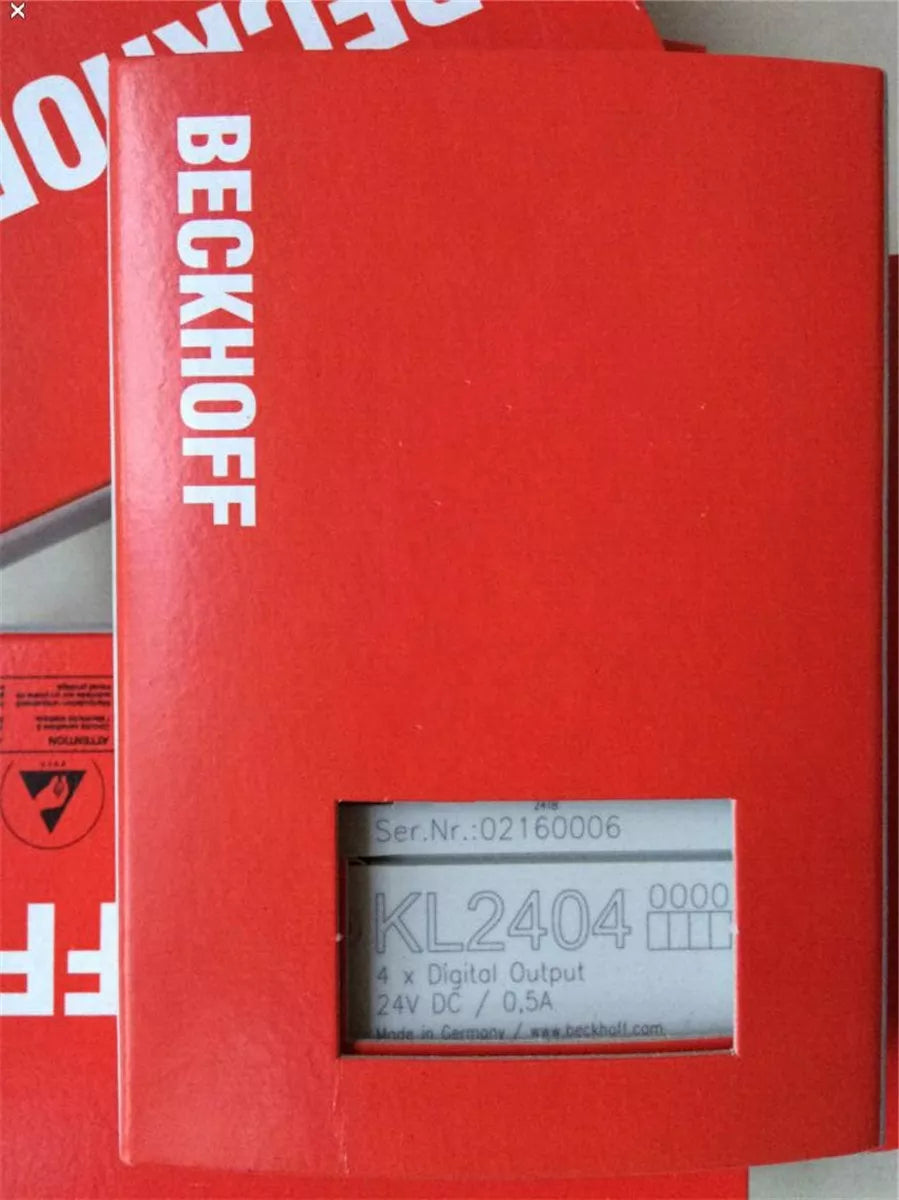 BECKHOFF
2418
Ser.Nr.:02160006
KL2404 0000
4 x Digital Output
24V DC / 0,5A
Made in Germany / www.beckhoff.com
ATTENTION
FF